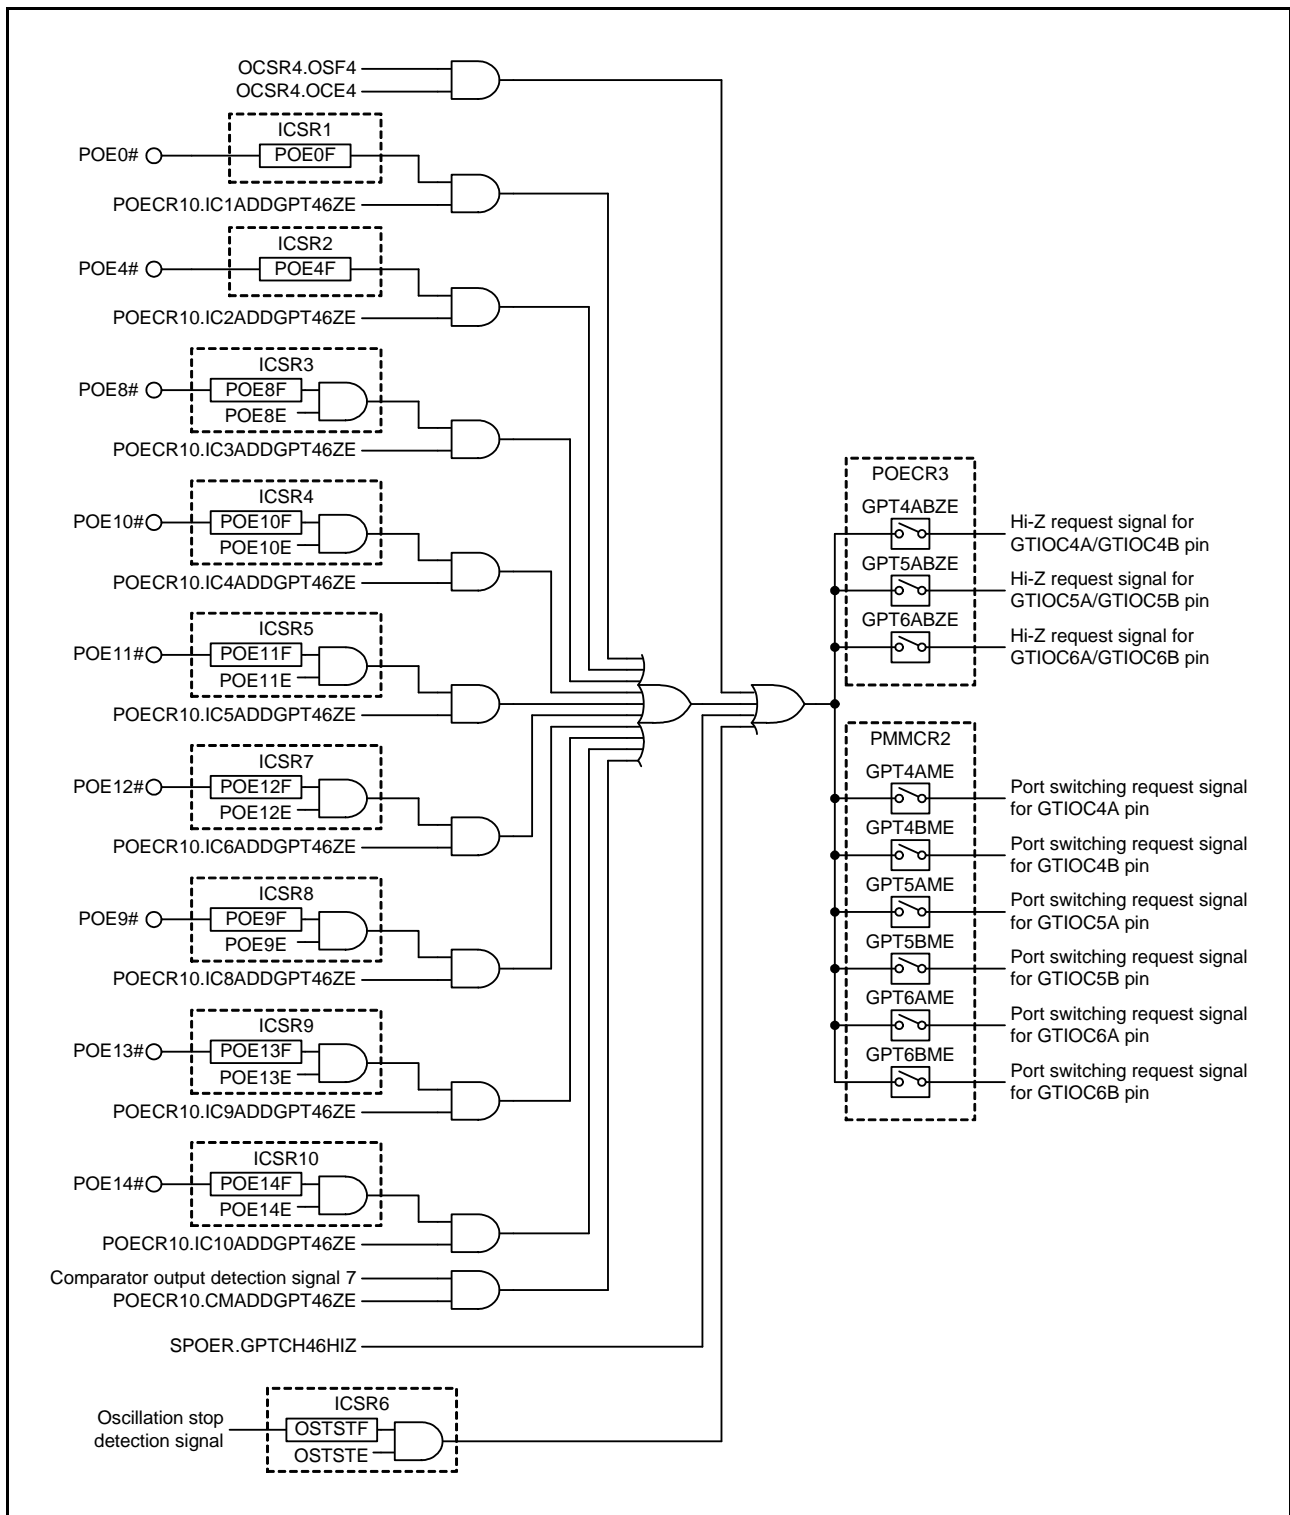 OCSR4.OSF4
OCSR4.OCE4
ICSR1
POE0#
POE0F
POECR10.IC1ADDGPT46ZE
ICSR2
POE4#
POE4F
POECR10.IC2ADDGPT46ZE
ICSR3
POE8#
POE8F
POE8E
POECR10.IC3ADDGPT46ZE
ICSR4
POE10#
POE10F
POE10E
POECR10.IC4ADDGPT46ZE
ICSR5
POE11#
POE11F
POE11E
POECR10.IC5ADDGPT46ZE
ICSR7
POE12#
POE12F
POE12E
POECR10.IC6ADDGPT46ZE
ICSR8
POE9#
POE9F
POE9E
POECR10.IC8ADDGPT46ZE
ICSR9
POE13#
POE13F
POE13E
POECR10.IC9ADDGPT46ZE
ICSR10
POE14#
POE14F
POE14E
POECR10.IC10ADDGPT46ZE
Comparator output detection signal 7
POECR10.CMADDGPT46ZE
SPOER.GPTCH46HIZ
ICSR6
Oscillation stop
detection signal
OSTSTF
OSTSTE
POECR3
GPT4ABZE
Hi-Z request signal for
GTIOC4A/GTIOC4B pin
GPT5ABZE
Hi-Z request signal for
GTIOC5A/GTIOC5B pin
GPT6ABZE
Hi-Z request signal for
GTIOC6A/GTIOC6B pin
PMMCR2
GPT4AME
Port switching request signal
for GTIOC4A pin
GPT4BME
Port switching request signal
for GTIOC4B pin
GPT5AME
Port switching request signal
for GTIOC5A pin
GPT5BME
Port switching request signal
for GTIOC5B pin
GPT6AME
Port switching request signal
for GTIOC6A pin
GPT6BME
Port switching request signal
for GTIOC6B pin